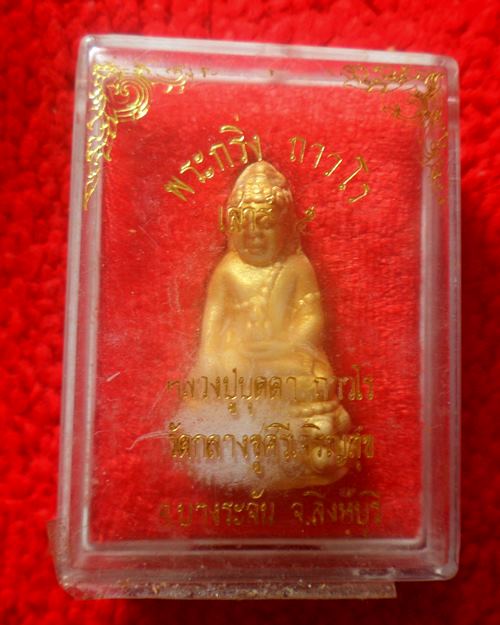 พระกริ่ง ถาวโร
เสาร์ ๕
หลวงปู่บุดดา ถาวโร
วัดกลางชูศรีเจริญสุข
อ.บางระจัน จ.สิงห์บุรี